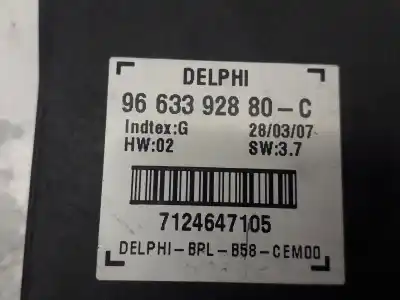 DELPHI
96 633 928 80-C
Indtex:G 28/03/07
HW:02 SW:3.7
7124647105
DELPHI-BPL-B58-CEM00